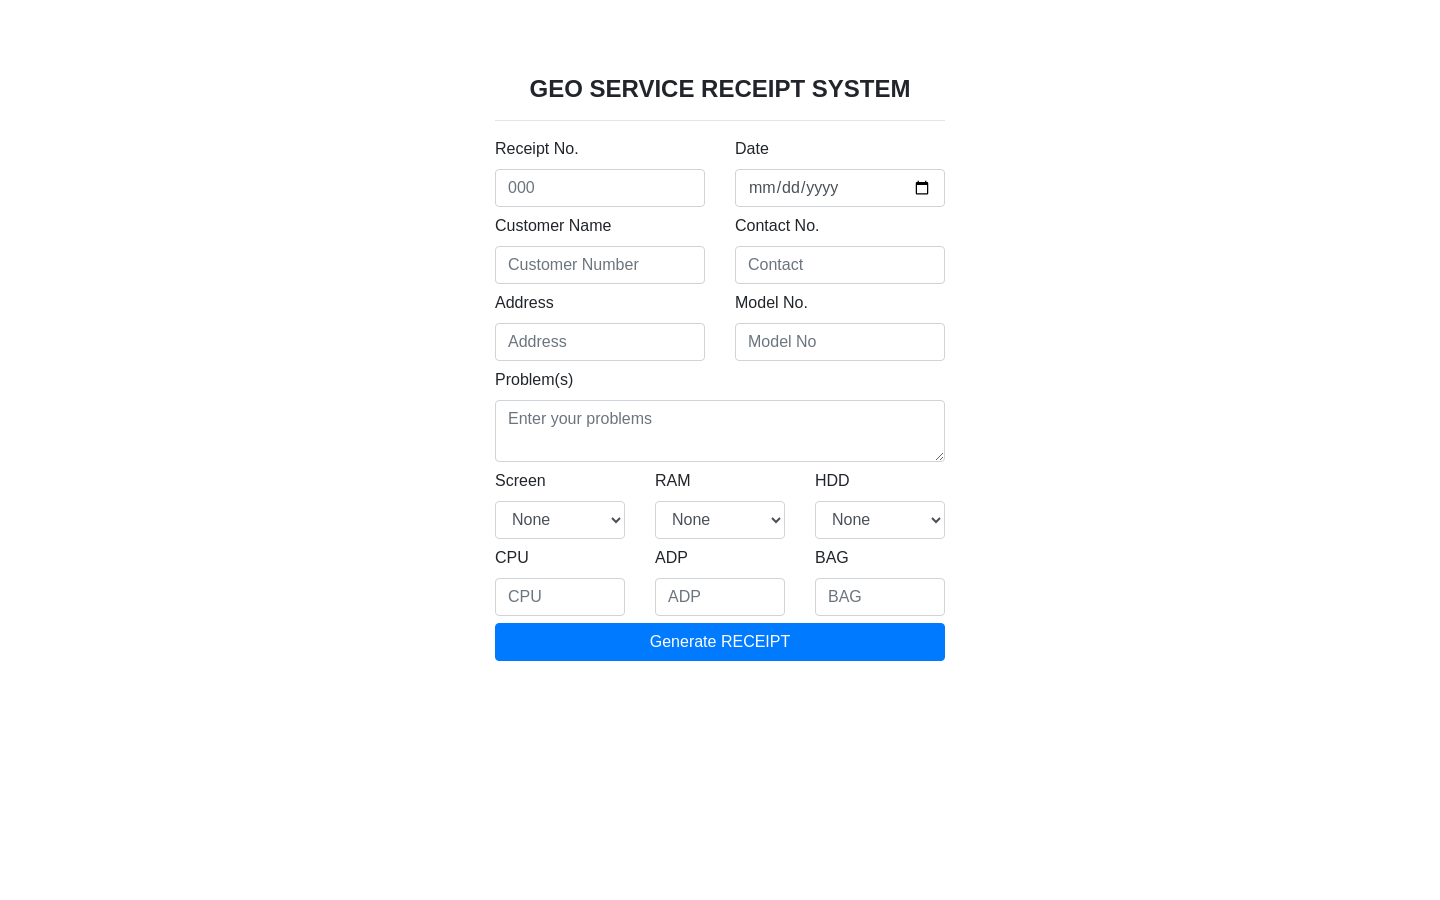 GEO SERVICE RECEIPT SYSTEM
Receipt No. Date
000 mm/dd/yyyy
Customer Name Contact No.
Customer Number Contact
Address Model No.
Address Model No
Problem(s)
Enter your problems
Screen RAM HDD
None None None
CPU ADP BAG
CPU ADP BAG
Generate RECEIPT